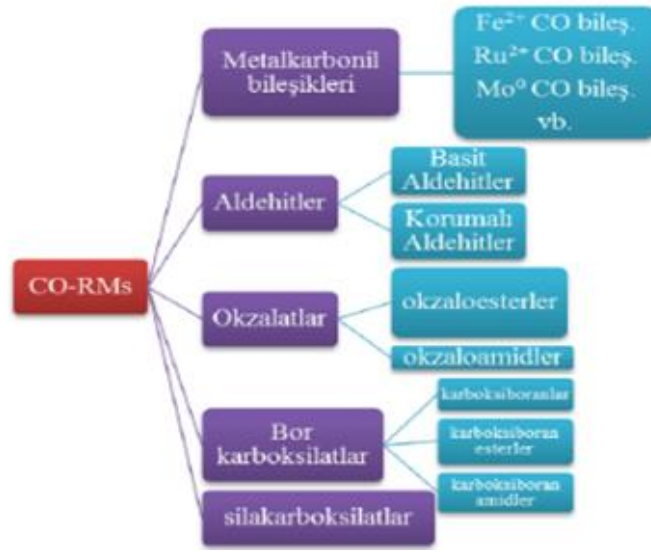 Metalkarbonil
bileşikleri
Fe²⁺ CO bileş.
Ru²⁺ CO bileş.
Mo⁰ CO bileş.
vb.
Aldehitler
Basit
Aldehitler
Korumalı
Aldehitler
CO-RMs
Okzalatlar
okzaloesterler
okzaloamidler
Bor
karboksilatlar
karboksiboranlar
karboksiboran
esterler
karboksiboran
amidler
silakarboksilatlar